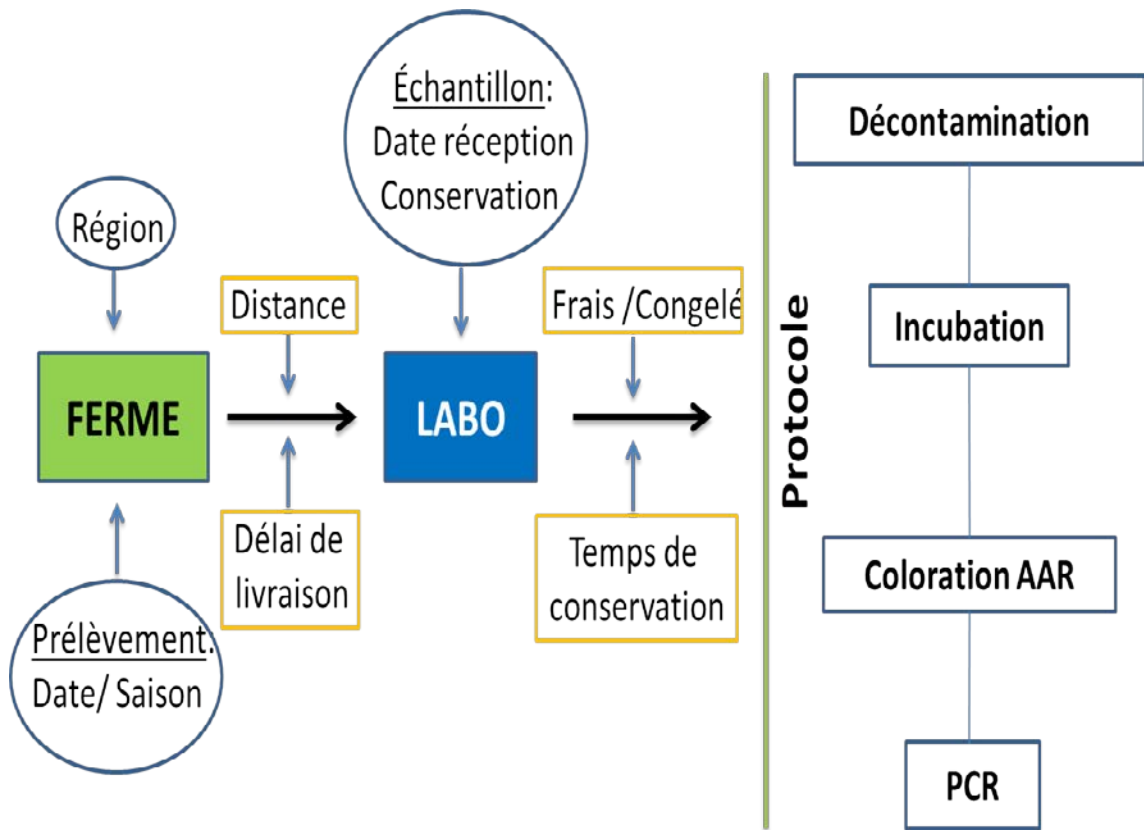 Échantillon:
Date réception
Conservation
Région
Distance
Frais /Congelé
FERME
LABO
Délai de
livraison
Temps de
conservation
Prélèvement:
Date/ Saison
Protocole
Décontamination
Incubation
Coloration AAR
PCR